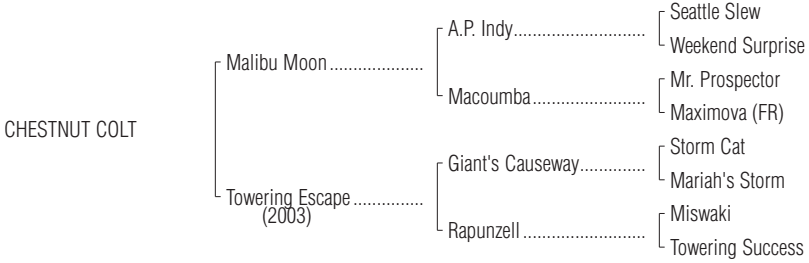 Seattle Slew
A.P. Indy..............................
Weekend Surprise
Malibu Moon.....................
Mr. Prospector
Macoumba..........................
Maximova (FR)
CHESTNUT COLT
Storm Cat
Giant's Causeway...............
Mariah's Storm
Towering Escape................
(2003)
Miswaki
Rapunzell ............................
Towering Success